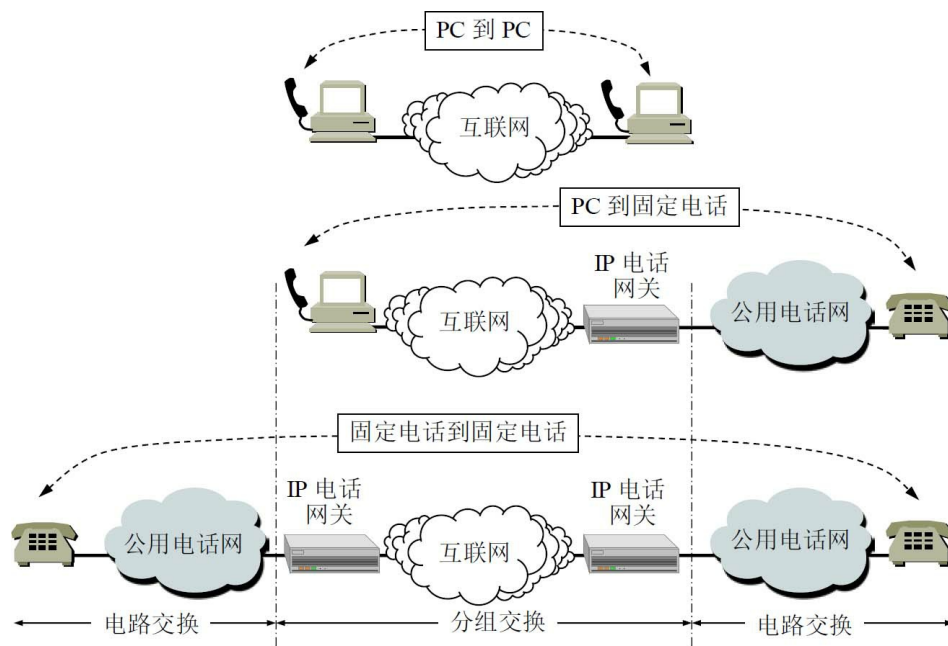 PC 到 PC
互联网
PC 到固定电话
IP 电话
网关
互联网
公用电话网
固定电话到固定电话
IP 电话
网关
IP 电话
网关
公用电话网
互联网
公用电话网
电路交换
分组交换
电路交换